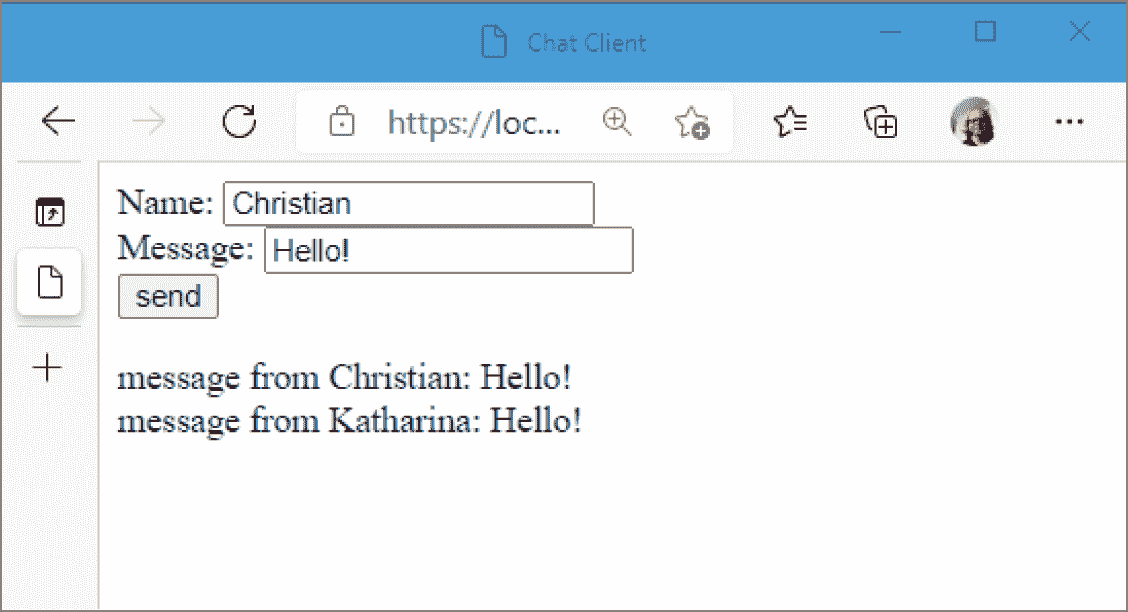 Chat Client
https://loc...
Name: Christian
Message: Hello!
send
message from Christian: Hello!
message from Katharina: Hello!